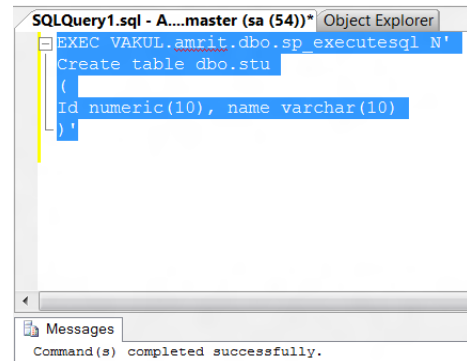 SQLQuery1.sql - A....master (sa (54))* Object Explorer
EXEC VAKUL.amrit.dbo.sp_executesql N'
Create table dbo.stu
(
Id numeric(10), name varchar(10)
)'
Messages
Command(s) completed successfully.